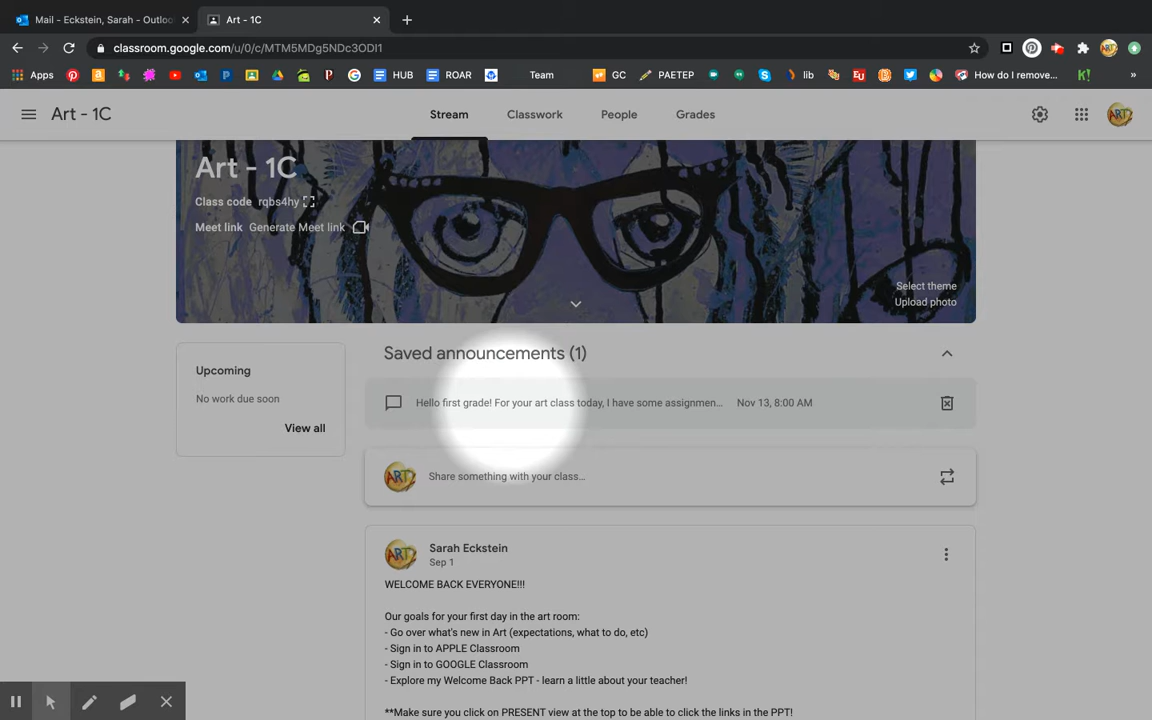 Mail - Eckstein, Sarah - Outloo
Art - 1C
classroom.google.com/u/0/c/MTM5MDg5NDc3ODI1
Apps
HUB
ROAR
Team
GC
PAETEP
lib
How do I remove...
K!
»
Art - 1C
Stream
Classwork
People
Grades
Art - 1C
Class code rqbs4hy
Meet link Generate Meet link
Select theme
Upload photo
Upcoming
No work due soon
View all
Saved announcements (1)
Hello first grade! For your art class today, I have some assignmen... Nov 13, 8:00 AM
Share something with your class...
Sarah Eckstein
Sep 1
WELCOME BACK EVERYONE!!!
Our goals for your first day in the art room:
- Go over what's new in Art (expectations, what to do, etc)
- Sign in to APPLE Classroom
- Sign in to GOOGLE Classroom
- Explore my Welcome Back PPT - learn a little about your teacher!
**Make sure you click on PRESENT view at the top to be able to click the links in the PPT!